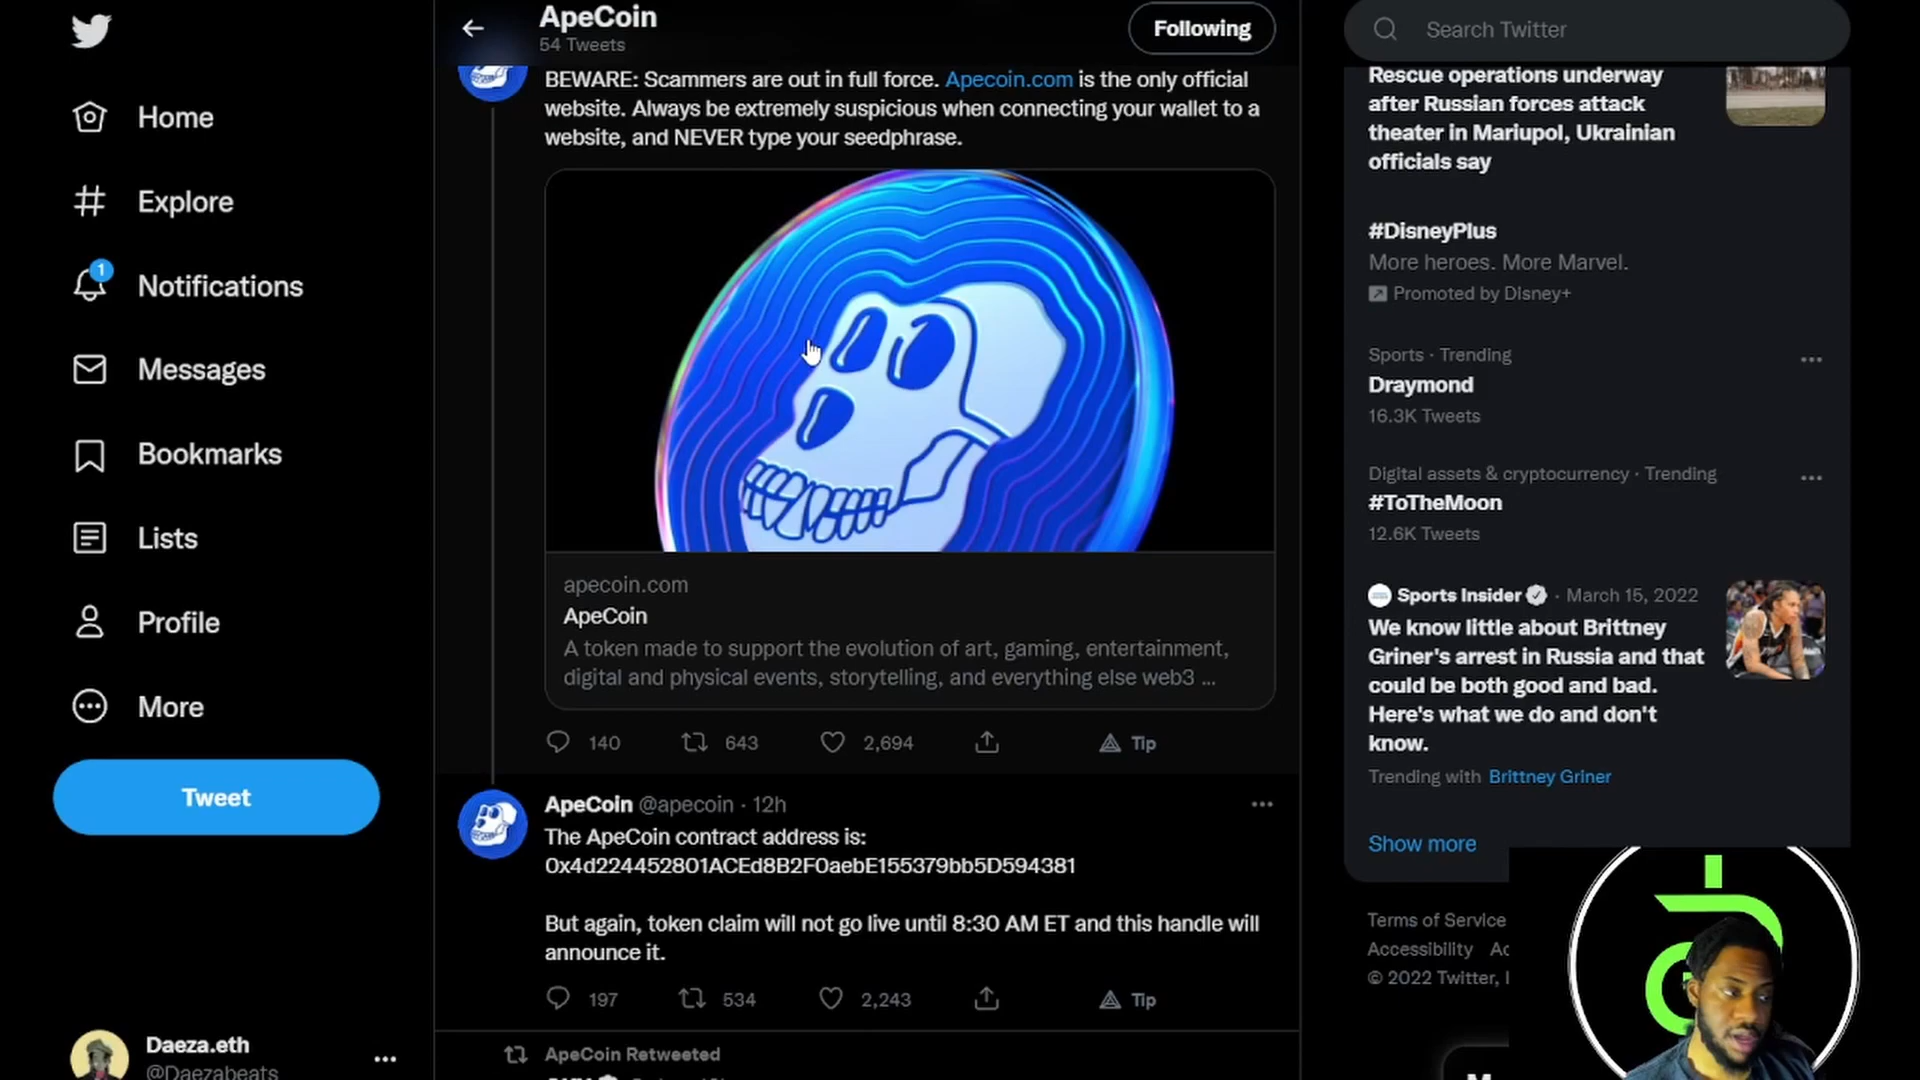 ApeCoin
54 Tweets
Following
Search Twitter
Home
Explore
1
Notifications
Messages
Bookmarks
Lists
Profile
More
Tweet
Daeza.eth
@Daezabeats
BEWARE: Scammers are out in full force. Apecoin.com is the only official
website. Always be extremely suspicious when connecting your wallet to a
website, and NEVER type your seedphrase.
apecoin.com
ApeCoin
A token made to support the evolution of art, gaming, entertainment,
digital and physical events, storytelling, and everything else web3 ...
140 643 2,694 Tip
ApeCoin @apecoin · 12h
The ApeCoin contract address is:
0x4d224452801ACEd8B2F0aebE155379bb5D594381
But again, token claim will not go live until 8:30 AM ET and this handle will
announce it.
197 534 2,243 Tip
ApeCoin Retweeted
Rescue operations underway
after Russian forces attack
theater in Mariupol, Ukrainian
officials say
#DisneyPlus
More heroes. More Marvel.
Promoted by Disney+
Sports · Trending
Draymond
16.3K Tweets
Digital assets & cryptocurrency · Trending
#ToTheMoon
12.6K Tweets
Sports Insider · March 15, 2022
We know little about Brittney
Griner's arrest in Russia and that
could be both good and bad.
Here's what we do and don't
know.
Trending with Brittney Griner
Show more
Terms of Service
Accessibility
© 2022 Twitter,